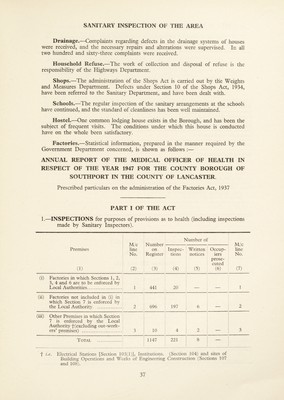 SANITARY INSPECTION OF THE AREA
Drainage.—Complaints regarding defects in the drainage systems of houses
were received, and the necessary repairs and alterations were supervised. In all
two hundred and sixty-three complaints were received.
Household Refuse.—The work of collection and disposal of refuse is the
responsibility of the Highways Department.
Shops.—The administration of the Shops Act is carried out by the Weights
and Measures Department. Defects under Section 10 of the Shops Act, 1934,
have been referred to the Sanitary Department, and have been dealt with.
Schools.—The regular inspection of the sanitary arrangements at the schools
have continued, and the standard of cleanliness has been well maintained.
Hostel.—One common lodging house exists in the Borough, and has been the
subject of frequent visits. The conditions under which this house is conducted
have on the whole been satisfactory.
Factories.—Statistical information, prepared in the manner required by the
Government Department concerned, is shown as follows :—
ANNUAL REPORT OF THE MEDICAL OFFICER OF HEALTH IN
RESPECT OF THE YEAR 1947 FOR THE COUNTY BOROUGH OF
SOUTHPORT IN THE COUNTY OF LANCASTER.
Prescribed particulars on the administration of the Factories Act, 1937
PART I OF THE ACT
1.—INSPECTIONS for purposes of provisions as to health (including inspections
made by Sanitary Inspectors).
Premises (1) M/c line No. (2) Number on Register (3) Number of Inspec- tions (4) Written notices (5) Occup- iers prose- cuted (6) M/c line No. (7)
(i) Factories in which Sections 1, 2,
3, 4 and 6 are to be enforced by
Local Authorities 1 441 20 — — 1
(ii) Factories not included in (i) in
which Section 7 is enforced by
the Local Authority 2 696 197 6 — 2
(iii) Other Premises in which Section
7 is enforced by the Local
Authority† (excluding out-work-
ers' premises) 3 10 4 2 — 3
TOTAL 1147 221 8 —
† i.e. Electrical Stations [Section 103(1)], Institutions, (Section 104) and sites of
Building Operations and Works of Engineering Construction (Sections 107
and 108).
37